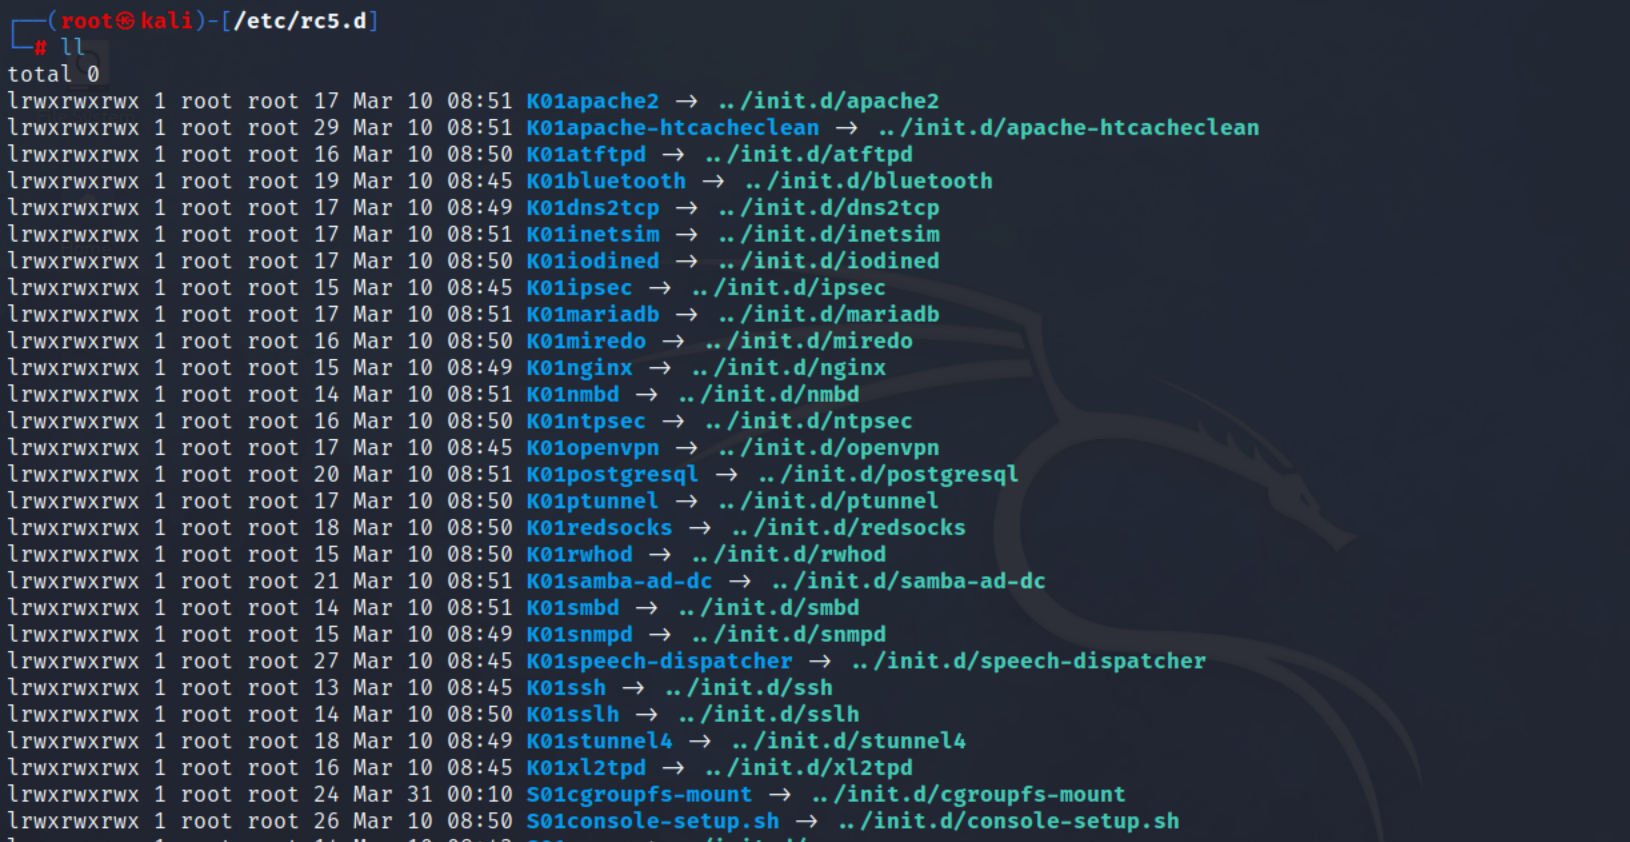 ┌──(root㉿kali)-[/etc/rc5.d]
└─# ll
total 0
lrwxrwxrwx 1 root root 17 Mar 10 08:51 K01apache2 → ../init.d/apache2
lrwxrwxrwx 1 root root 29 Mar 10 08:51 K01apache-htcacheclean → ../init.d/apache-htcacheclean
lrwxrwxrwx 1 root root 16 Mar 10 08:50 K01atftpd → ../init.d/atftpd
lrwxrwxrwx 1 root root 19 Mar 10 08:45 K01bluetooth → ../init.d/bluetooth
lrwxrwxrwx 1 root root 17 Mar 10 08:49 K01dns2tcp → ../init.d/dns2tcp
lrwxrwxrwx 1 root root 17 Mar 10 08:51 K01inetsim → ../init.d/inetsim
lrwxrwxrwx 1 root root 17 Mar 10 08:50 K01iodined → ../init.d/iodined
lrwxrwxrwx 1 root root 15 Mar 10 08:45 K01ipsec → ../init.d/ipsec
lrwxrwxrwx 1 root root 17 Mar 10 08:51 K01mariadb → ../init.d/mariadb
lrwxrwxrwx 1 root root 16 Mar 10 08:50 K01miredo → ../init.d/miredo
lrwxrwxrwx 1 root root 15 Mar 10 08:49 K01nginx → ../init.d/nginx
lrwxrwxrwx 1 root root 14 Mar 10 08:51 K01nmbd → ../init.d/nmbd
lrwxrwxrwx 1 root root 16 Mar 10 08:50 K01ntpsec → ../init.d/ntpsec
lrwxrwxrwx 1 root root 17 Mar 10 08:45 K01openvpn → ../init.d/openvpn
lrwxrwxrwx 1 root root 20 Mar 10 08:51 K01postgresql → ../init.d/postgresql
lrwxrwxrwx 1 root root 17 Mar 10 08:50 K01ptunnel → ../init.d/ptunnel
lrwxrwxrwx 1 root root 18 Mar 10 08:50 K01redsocks → ../init.d/redsocks
lrwxrwxrwx 1 root root 15 Mar 10 08:50 K01rwhod → ../init.d/rwhod
lrwxrwxrwx 1 root root 21 Mar 10 08:51 K01samba-ad-dc → ../init.d/samba-ad-dc
lrwxrwxrwx 1 root root 14 Mar 10 08:51 K01smbd → ../init.d/smbd
lrwxrwxrwx 1 root root 15 Mar 10 08:49 K01snmpd → ../init.d/snmpd
lrwxrwxrwx 1 root root 27 Mar 10 08:45 K01speech-dispatcher → ../init.d/speech-dispatcher
lrwxrwxrwx 1 root root 13 Mar 10 08:45 K01ssh → ../init.d/ssh
lrwxrwxrwx 1 root root 14 Mar 10 08:50 K01sslh → ../init.d/sslh
lrwxrwxrwx 1 root root 18 Mar 10 08:49 K01stunnel4 → ../init.d/stunnel4
lrwxrwxrwx 1 root root 16 Mar 10 08:45 K01xl2tpd → ../init.d/xl2tpd
lrwxrwxrwx 1 root root 24 Mar 31 00:10 S01cgroupfs-mount → ../init.d/cgroupfs-mount
lrwxrwxrwx 1 root root 26 Mar 10 08:50 S01console-setup.sh → ../init.d/console-setup.sh